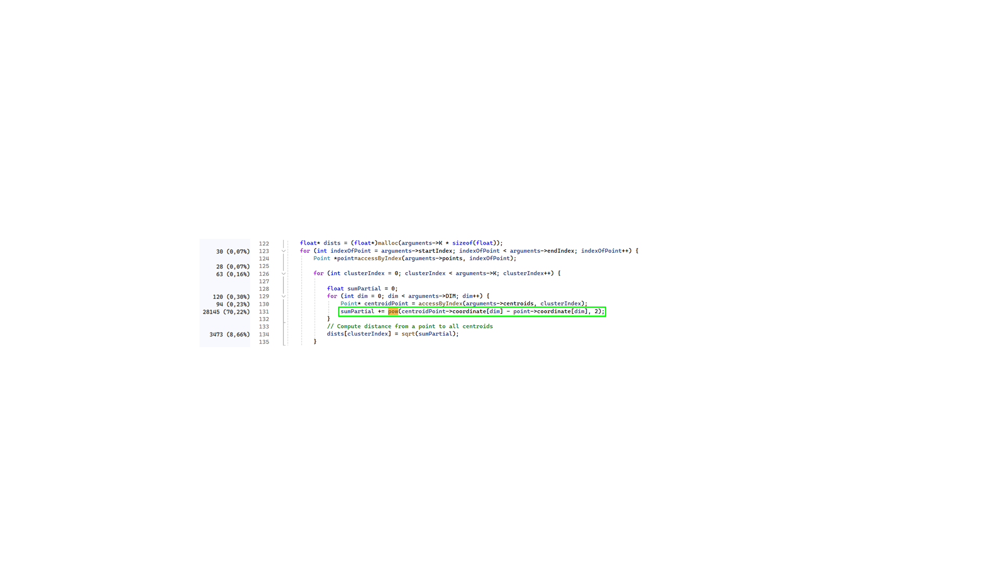 122 float* dists = (float*)malloc(arguments->K * sizeof(float));
30 (0,07%) 123 for (int indexOfPoint = arguments->startIndex; indexOfPoint < arguments->endIndex; indexOfPoint++) {
124 Point *point=accessByIndex(arguments->points, indexOfPoint);
28 (0,07%) 125
63 (0,16%) 126 for (int clusterIndex = 0; clusterIndex < arguments->K; clusterIndex++) {
127
128 float sumPartial = 0;
120 (0,30%) 129 for (int dim = 0; dim < arguments->DIM; dim++) {
94 (0,23%) 130 Point* centroidPoint = accessByIndex(arguments->centroids, clusterIndex);
28145 (70,22%) 131 sumPartial += pow(centroidPoint->coordinate[dim] - point->coordinate[dim], 2);
132 }
133 // Compute distance from a point to all centroids
3473 (8,66%) 134 dists[clusterIndex] = sqrt(sumPartial);
135 }